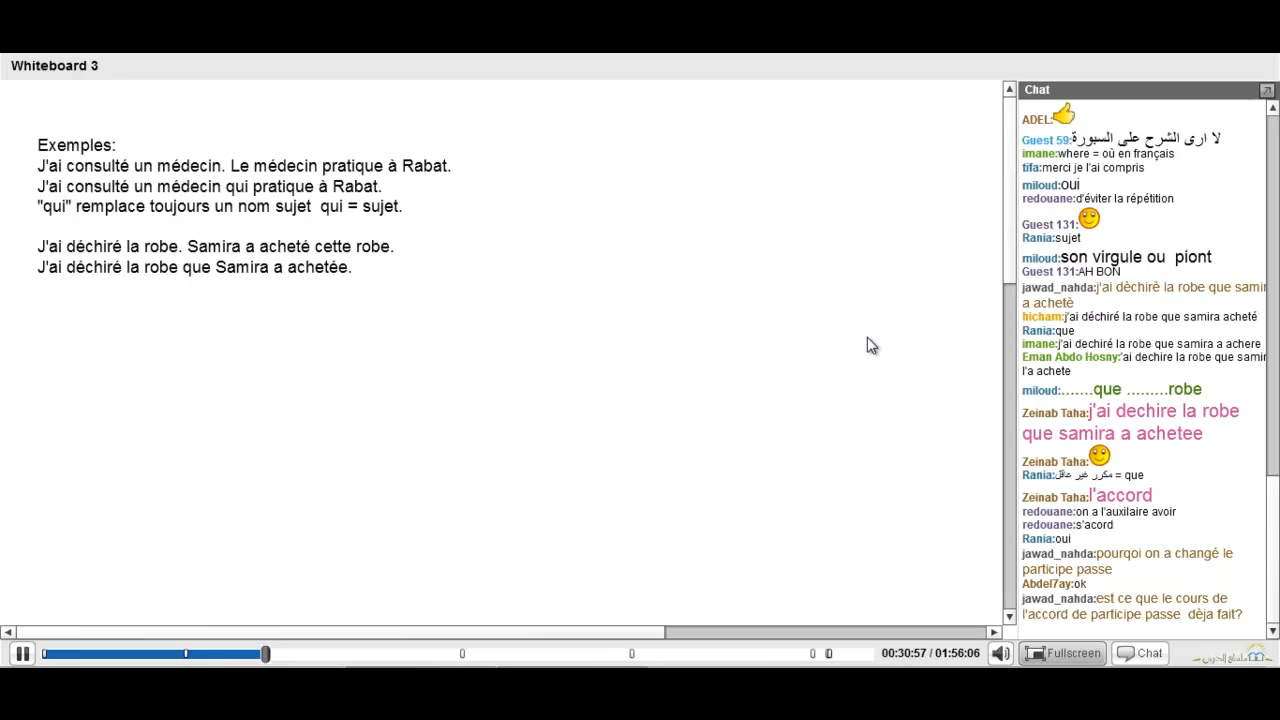 Whiteboard 3
Exemples:
J'ai consulté un médecin. Le médecin pratique à Rabat.
J'ai consulté un médecin qui pratique à Rabat.
"qui" remplace toujours un nom sujet  qui = sujet.
J'ai déchiré la robe. Samira a acheté cette robe.
J'ai déchiré la robe que Samira a achetée.
Chat
ADEL:
Guest 59:لا ارى الشرح على السبورة
imane:where = où en français
tifa:merci je l'ai compris
miloud:oui
redouane:d'éviter la répétition
Guest 131:
Rania:sujet
miloud:son virgule ou  piont
Guest 131:AH BON
jawad_nahda:j'ai dèchirè la robe que samir
a achetè
hicham:j'ai déchiré la robe que samira acheté
Rania:que
imane:j'ai dechiré la robe que samira a achere
Eman Abdo Hosny:'ai dechire la robe que samir
l'a achete
miloud:.......que .........robe
Zeinab Taha:j'ai dechire la robe
que samira a achetee
Zeinab Taha:
Rania:مكرر غير عاقل = que
Zeinab Taha:l'accord
redouane:on a l'auxilaire avoir
redouane:s'acord
Rania:oui
jawad_nahda:pourqoi on a changé le
participe passe
Abdel7ay:ok
jawad_nahda:est ce que le cours de
l'accord de participe passe  dèja fait?
00:30:57 / 01:56:06
Fullscreen
Chat